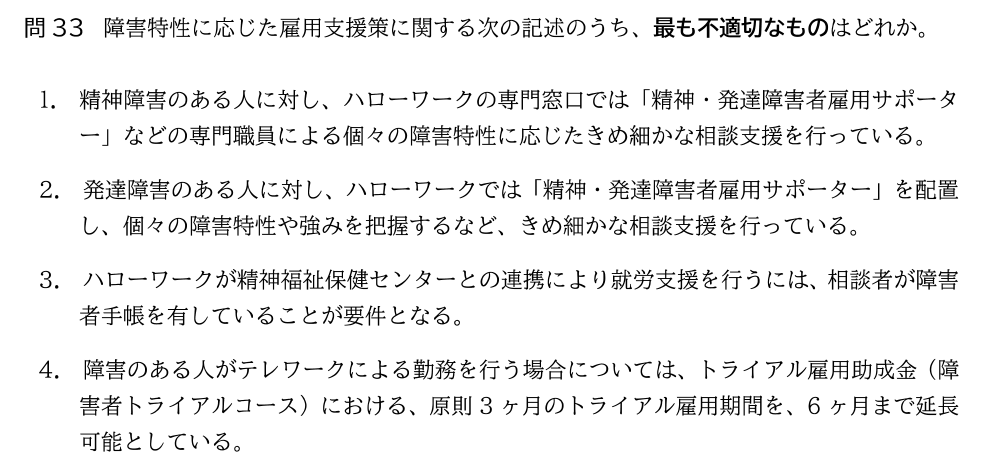 問 33　障害特性に応じた雇用支援策に関する次の記述のうち、最も不適切なものはどれか。
1.　精神障害のある人に対し、ハローワークの専門窓口では「精神・発達障害者雇用サポータ
ー」などの専門職員による個々の障害特性に応じたきめ細かな相談支援を行っている。
2.　発達障害のある人に対し、ハローワークでは「精神・発達障害者雇用サポーター」を配置
し、個々の障害特性や強みを把握するなど、きめ細かな相談支援を行っている。
3.　ハローワークが精神福祉保健センターとの連携により就労支援を行うには、相談者が障害
者手帳を有していることが要件となる。
4.　障害のある人がテレワークによる勤務を行う場合については、トライアル雇用助成金（障
害者トライアルコース）における、原則 3 ヶ月のトライアル雇用期間を、6 ヶ月まで延長
可能としている。